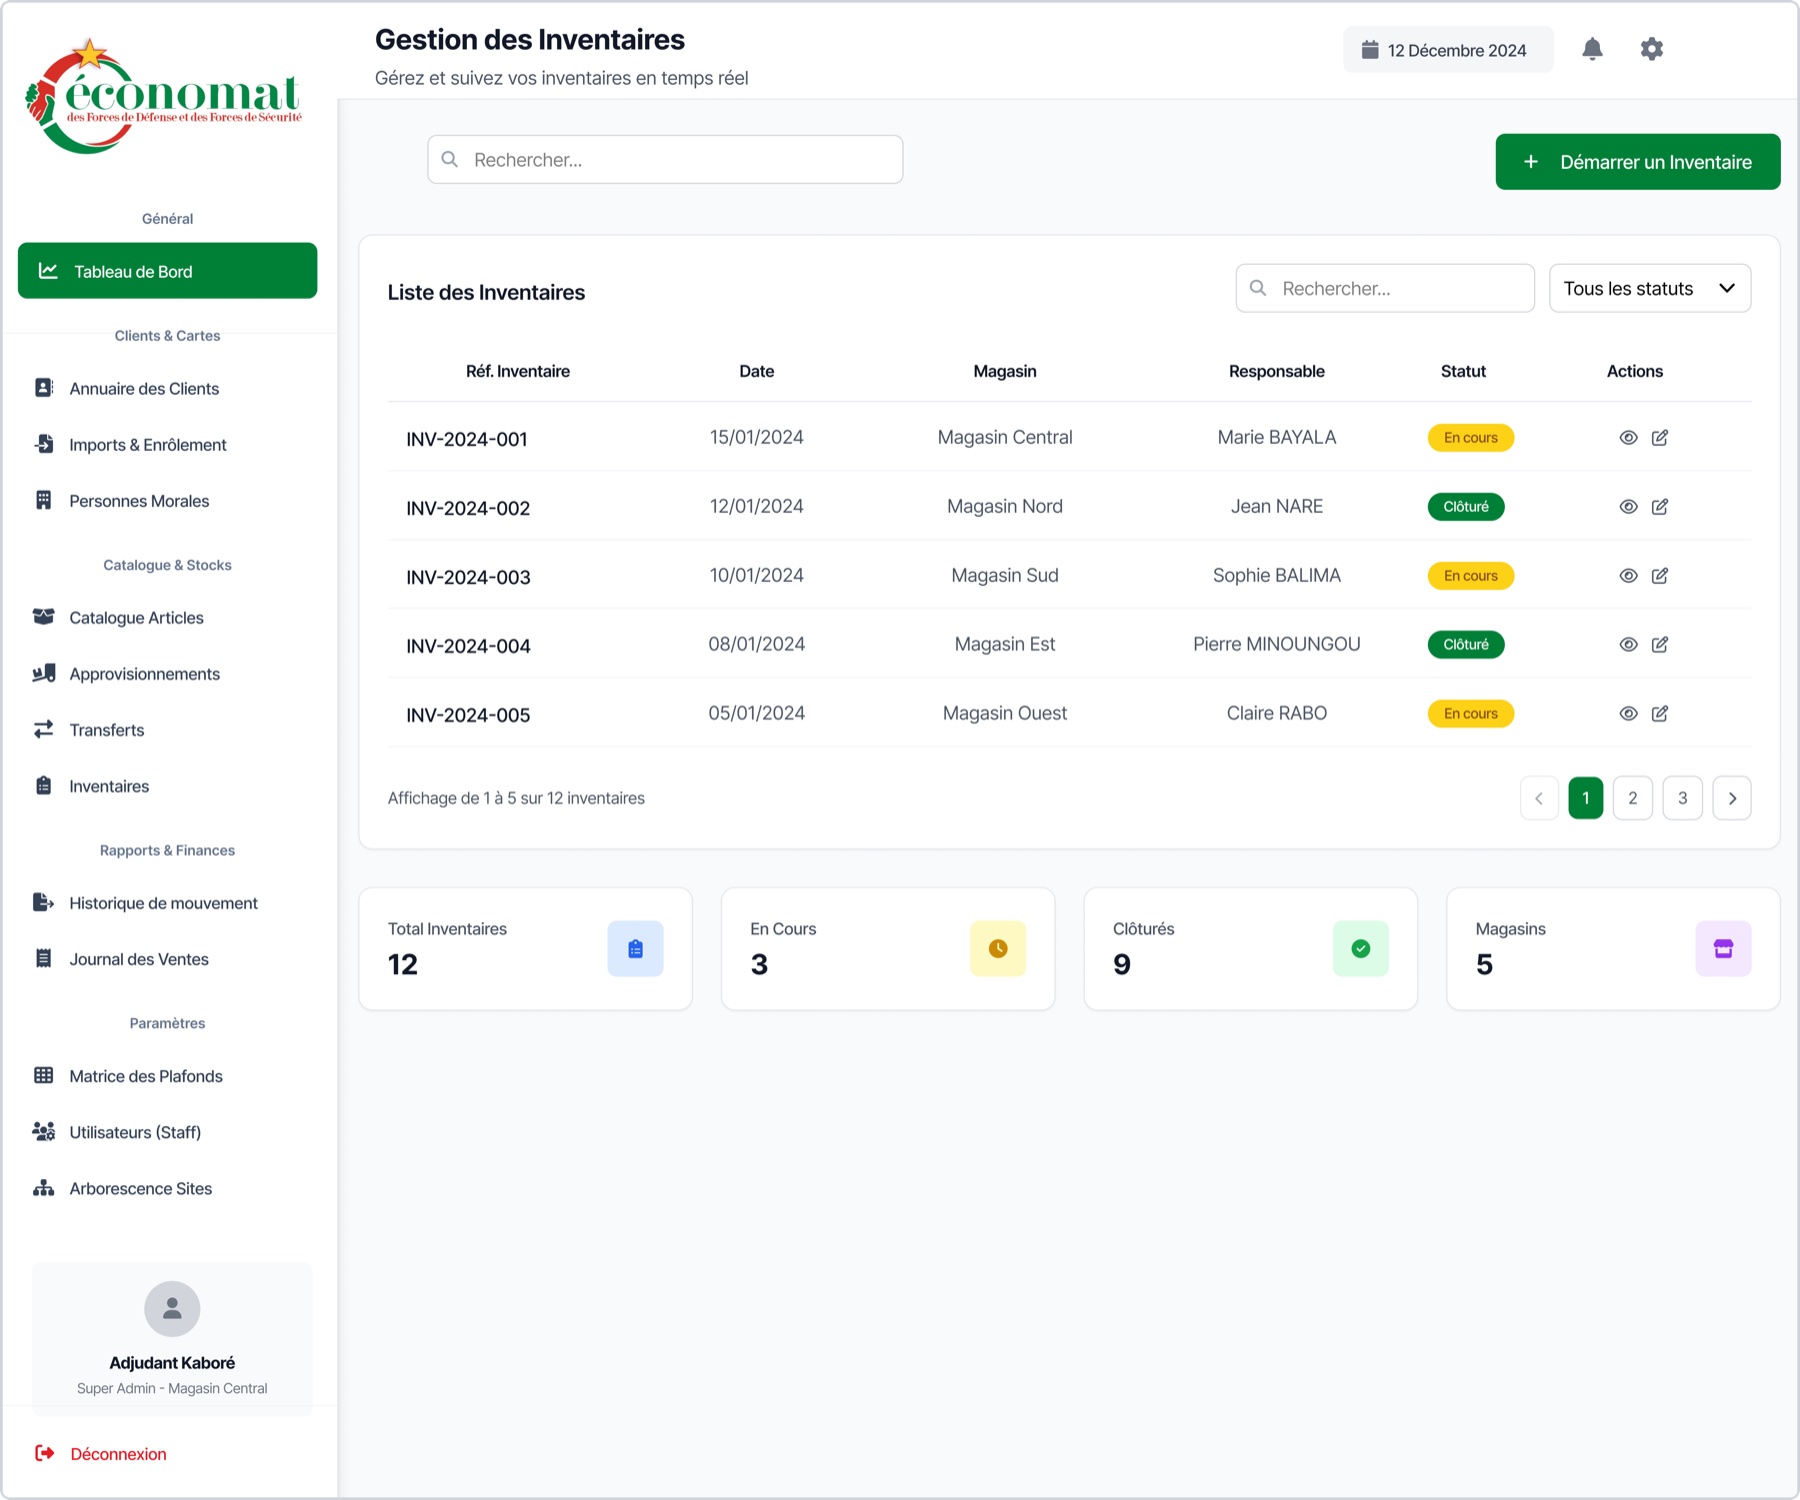 économat
des Forces de Défense et des Forces de Sécurité
Général
Tableau de Bord
Clients & Cartes
Annuaire des Clients
Imports & Enrôlement
Personnes Morales
Catalogue & Stocks
Catalogue Articles
Approvisionnements
Transferts
Inventaires
Rapports & Finances
Historique de mouvement
Journal des Ventes
Paramètres
Matrice des Plafonds
Utilisateurs (Staff)
Arborescence Sites
Adjudant Kaboré
Super Admin - Magasin Central
Déconnexion
Gestion des Inventaires
Gérez et suivez vos inventaires en temps réel
12 Décembre 2024
Rechercher...
+ Démarrer un Inventaire
Liste des Inventaires
Rechercher...
Tous les statuts
Réf. Inventaire Date Magasin Responsable Statut Actions
INV-2024-001 15/01/2024 Magasin Central Marie BAYALA En cours
INV-2024-002 12/01/2024 Magasin Nord Jean NARE Clôturé
INV-2024-003 10/01/2024 Magasin Sud Sophie BALIMA En cours
INV-2024-004 08/01/2024 Magasin Est Pierre MINOUNGOU Clôturé
INV-2024-005 05/01/2024 Magasin Ouest Claire RABO En cours
Affichage de 1 à 5 sur 12 inventaires
1 2 3
Total Inventaires
12
En Cours
3
Clôturés
9
Magasins
5